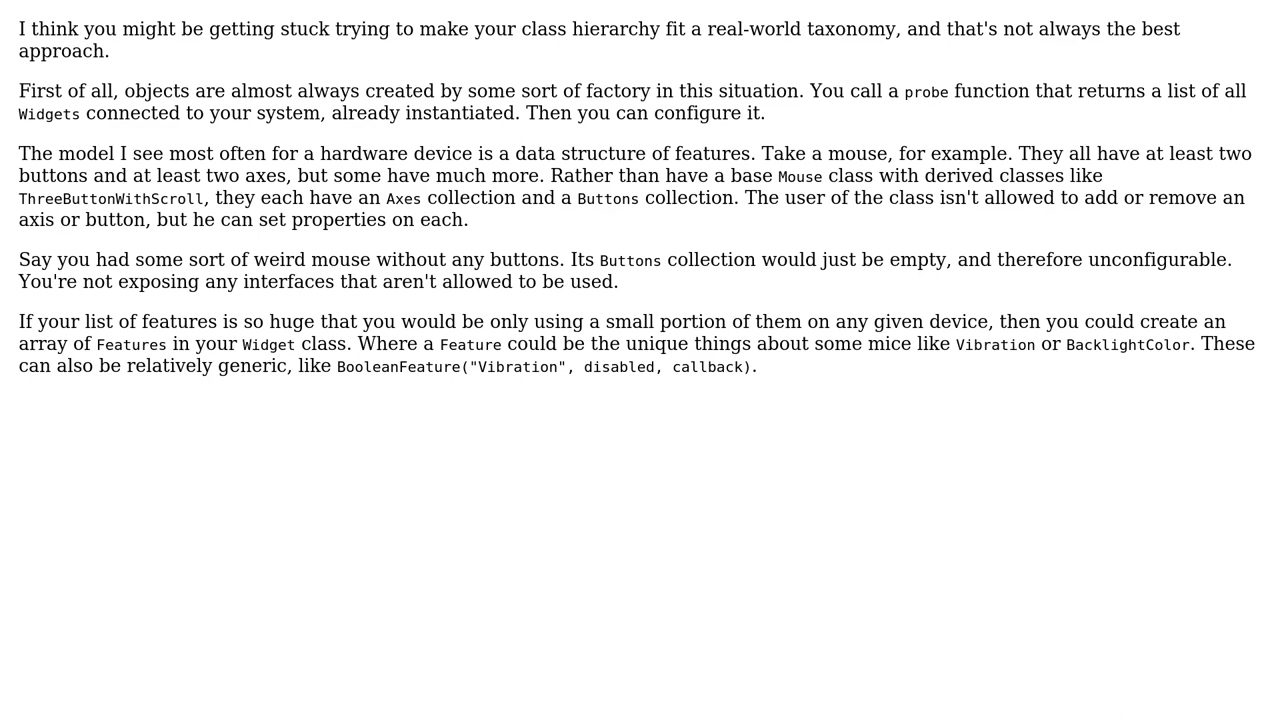 I think you might be getting stuck trying to make your class hierarchy fit a real-world taxonomy, and that's not always the best
approach.
First of all, objects are almost always created by some sort of factory in this situation. You call a probe function that returns a list of all
Widgets connected to your system, already instantiated. Then you can configure it.
The model I see most often for a hardware device is a data structure of features. Take a mouse, for example. They all have at least two
buttons and at least two axes, but some have much more. Rather than have a base Mouse class with derived classes like
ThreeButtonWithScroll, they each have an Axes collection and a Buttons collection. The user of the class isn't allowed to add or remove an
axis or button, but he can set properties on each.
Say you had some sort of weird mouse without any buttons. Its Buttons collection would just be empty, and therefore unconfigurable.
You're not exposing any interfaces that aren't allowed to be used.
If your list of features is so huge that you would be only using a small portion of them on any given device, then you could create an
array of Features in your Widget class. Where a Feature could be the unique things about some mice like Vibration or BacklightColor. These
can also be relatively generic, like BooleanFeature("Vibration", disabled, callback).